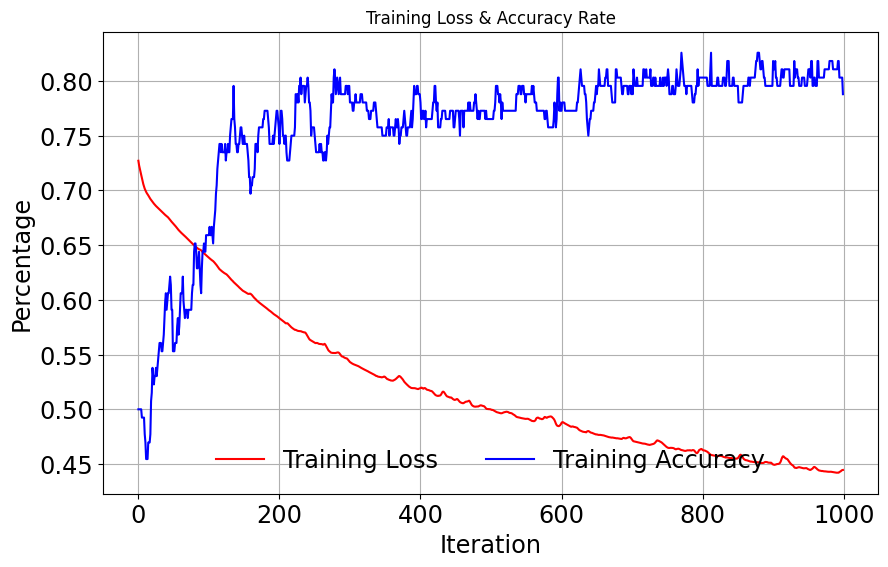 Training Loss & Accuracy Rate
0.80
0.75
0.70
0.65
0.60
0.55
0.50
0.45
Percentage
Training Loss
Training Accuracy
0 200 400 600 800 1000
Iteration